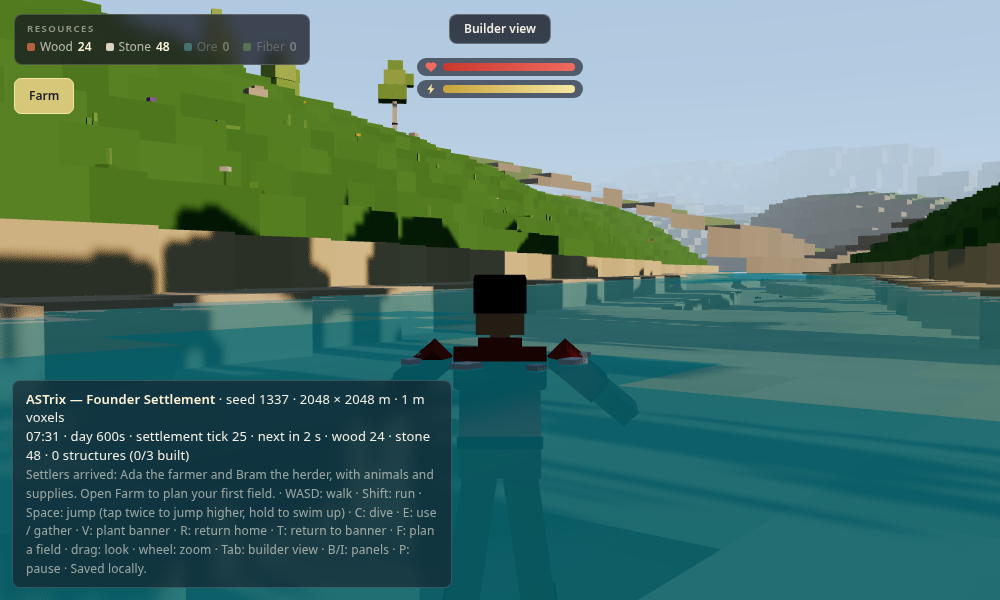 RESOURCES
Wood 24 Stone 48 Ore 0 Fiber 0
Builder view
Farm
ASTrix — Founder Settlement · seed 1337 · 2048 × 2048 m · 1 m
voxels
07:31 · day 600s · settlement tick 25 · next in 2 s · wood 24 · stone
48 · 0 structures (0/3 built)
Settlers arrived: Ada the farmer and Bram the herder, with animals and
supplies. Open Farm to plan your first field. · WASD: walk · Shift: run ·
Space: jump (tap twice to jump higher, hold to swim up) · C: dive · E: use
/ gather · V: plant banner · R: return home · T: return to banner · F: plan
a field · drag: look · wheel: zoom · Tab: builder view · B/I: panels · P:
pause · Saved locally.